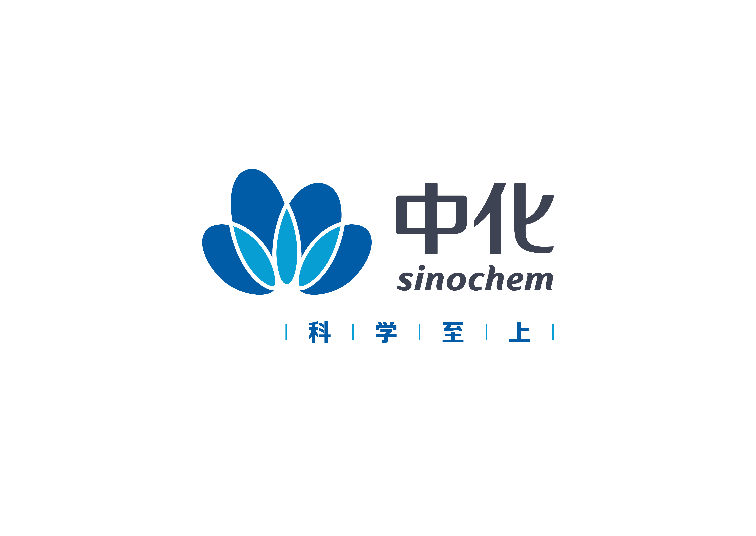 中化
sinochem
科 学 至 上